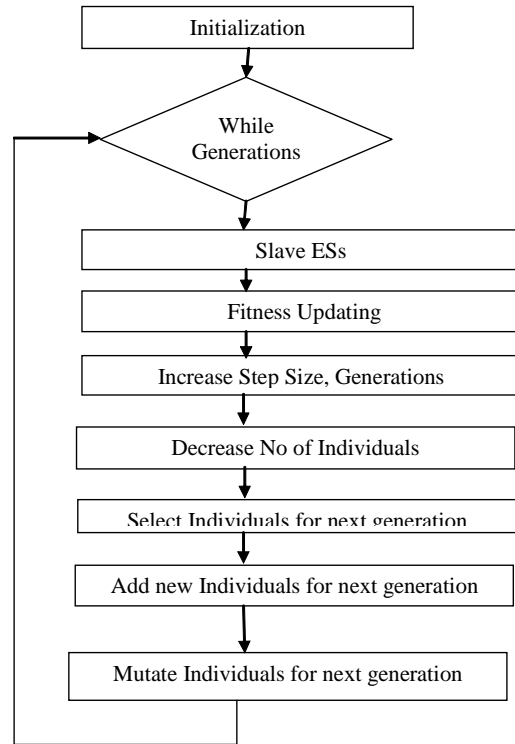 Initialization
While
Generations
Slave ESs
Fitness Updating
Increase Step Size, Generations
Decrease No of Individuals
Select Individuals for next generation
Add new Individuals for next generation
Mutate Individuals for next generation